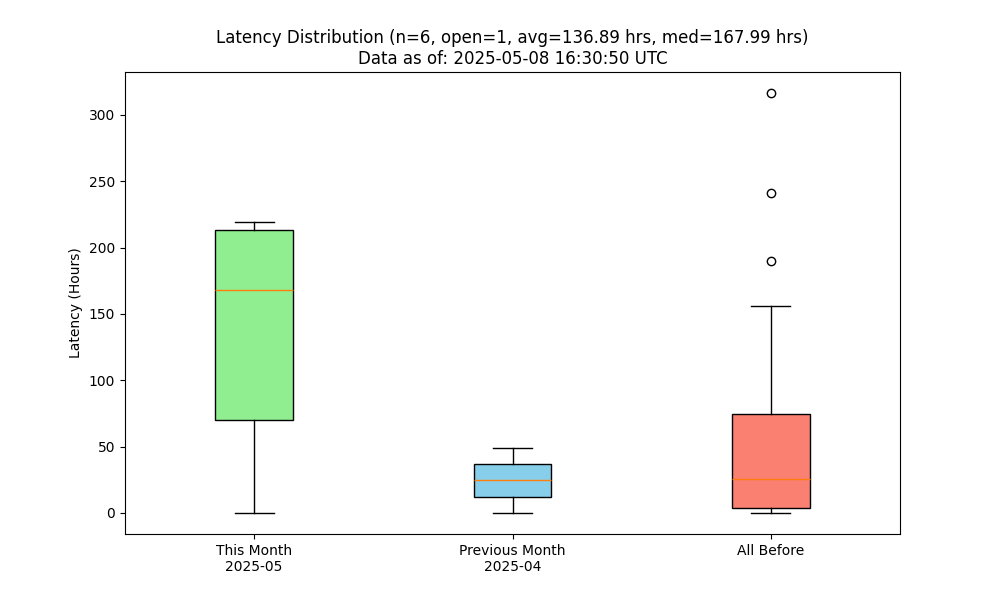 Latency Distribution (n=6, open=1, avg=136.89 hrs, med=167.99 hrs)
Data as of: 2025-05-08 16:30:50 UTC
Latency (Hours)
300
250
200
150
100
50
0
This Month
2025-05
Previous Month
2025-04
All Before